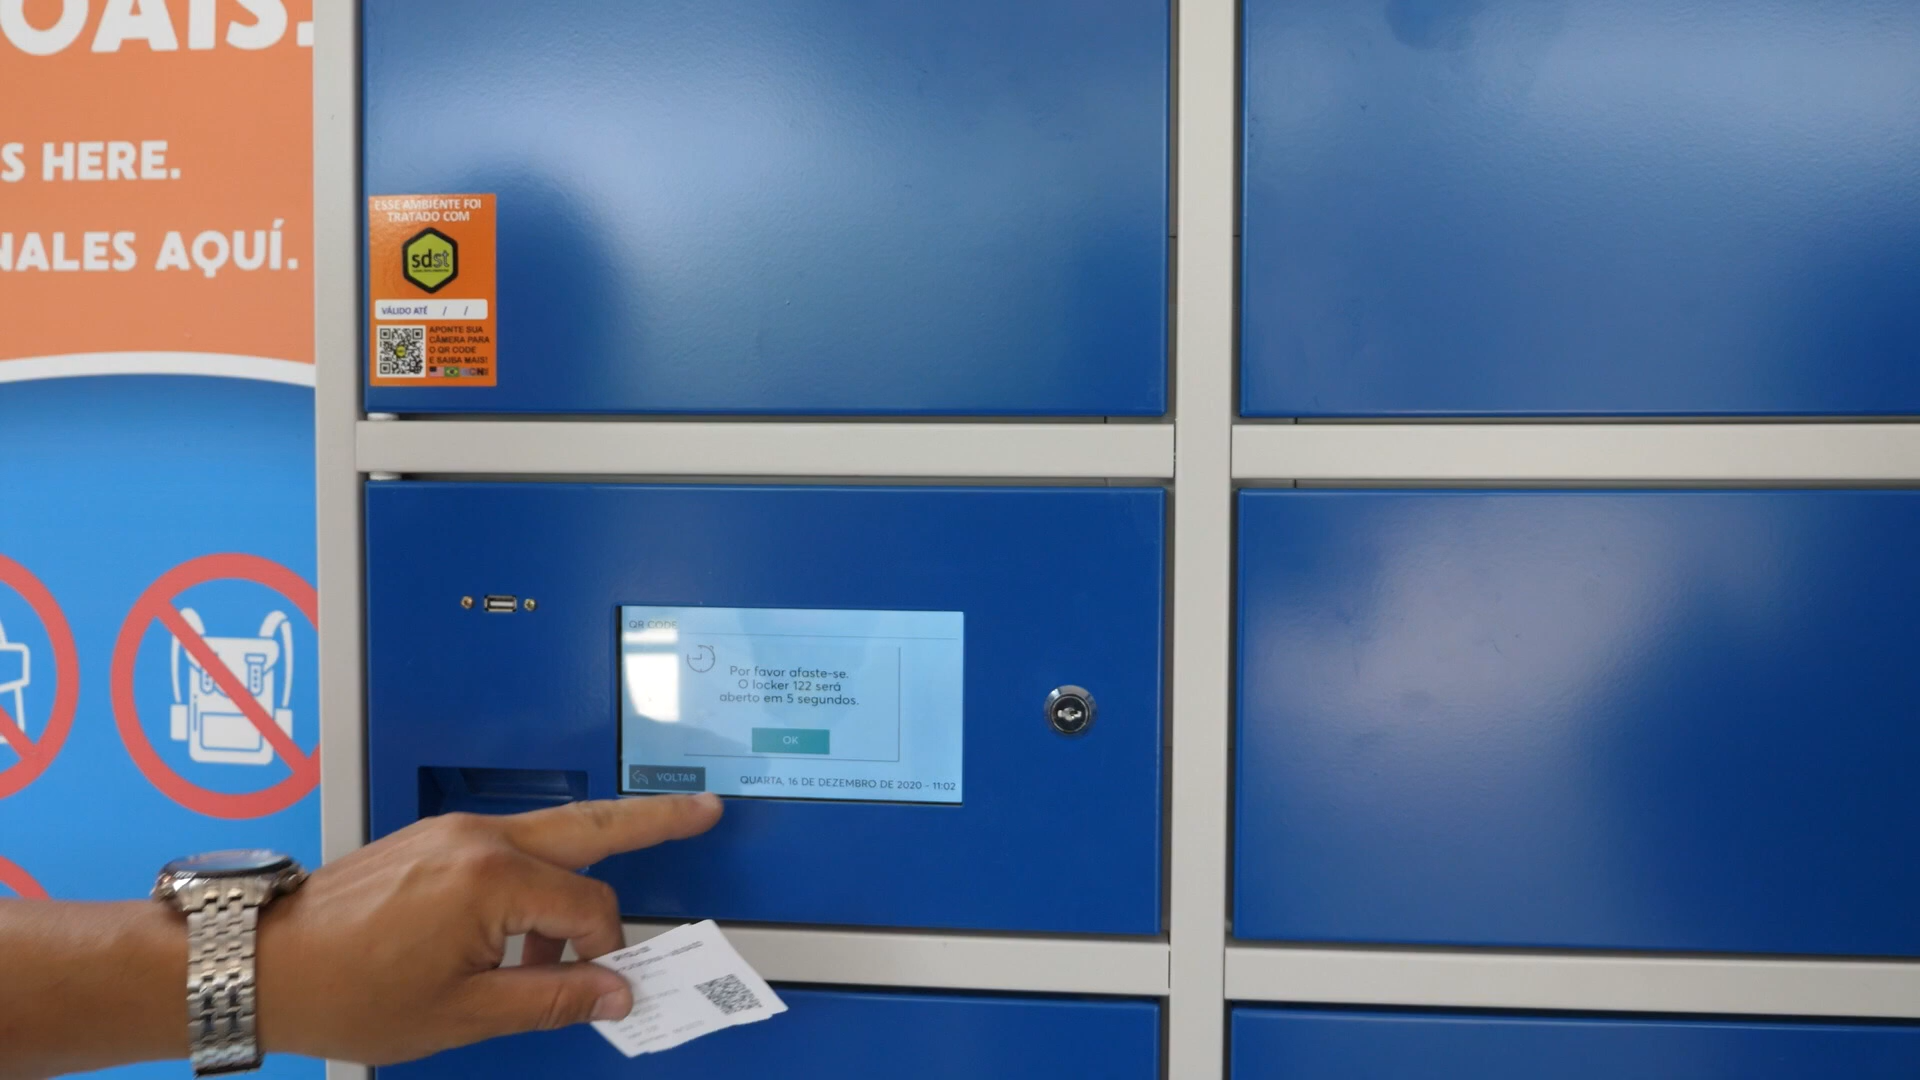 OAIS.
S HERE.
NALES AQUÍ.
ESSE AMBIENTE FOI
TRATADO COM
sdst
VÁLIDO ATÉ / /
APONTE SUA
CÂMERA PARA
O QR CODE
E SAIBA MAIS!
QR CODE
Por favor afaste-se.
O locker 122 será
aberto em 5 segundos.
OK
VOLTAR
QUARTA, 16 DE DEZEMBRO DE 2020 - 11:02